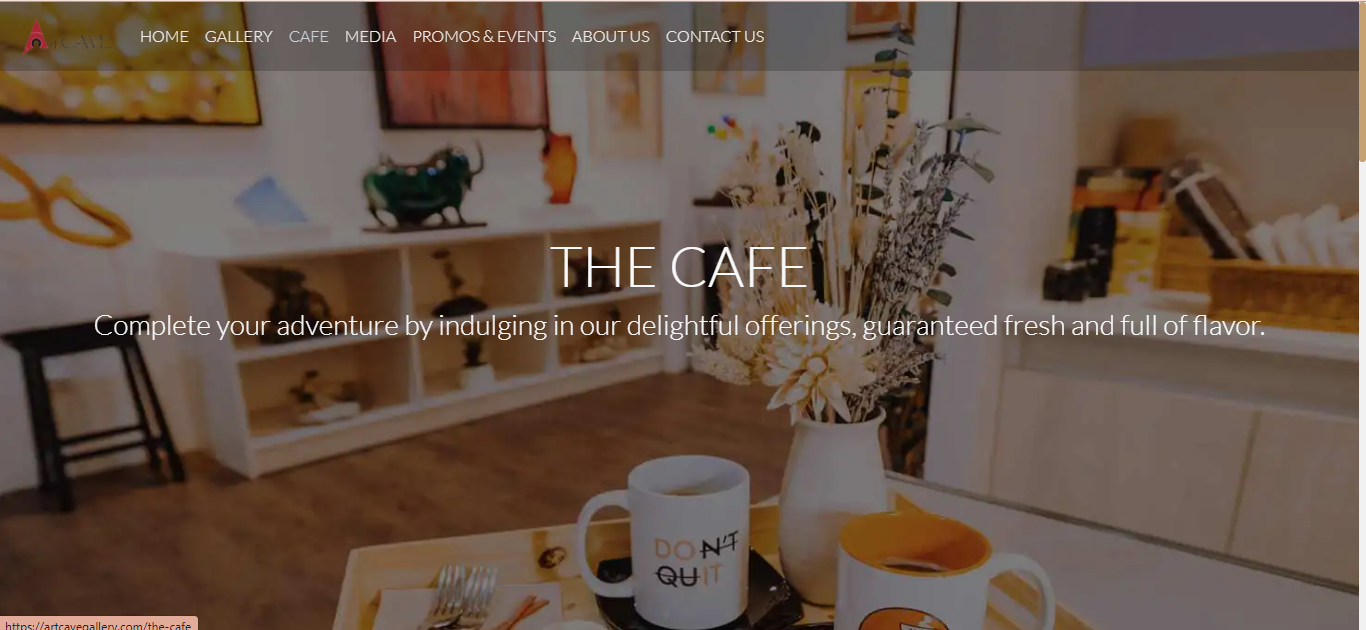 ARTCAVE
HOME GALLERY CAFE MEDIA PROMOS & EVENTS ABOUT US CONTACT US
THE CAFE
Complete your adventure by indulging in our delightful offerings, guaranteed fresh and full of flavor.
DON'T
QUIT
https://artcavegallery.com/the-cafe